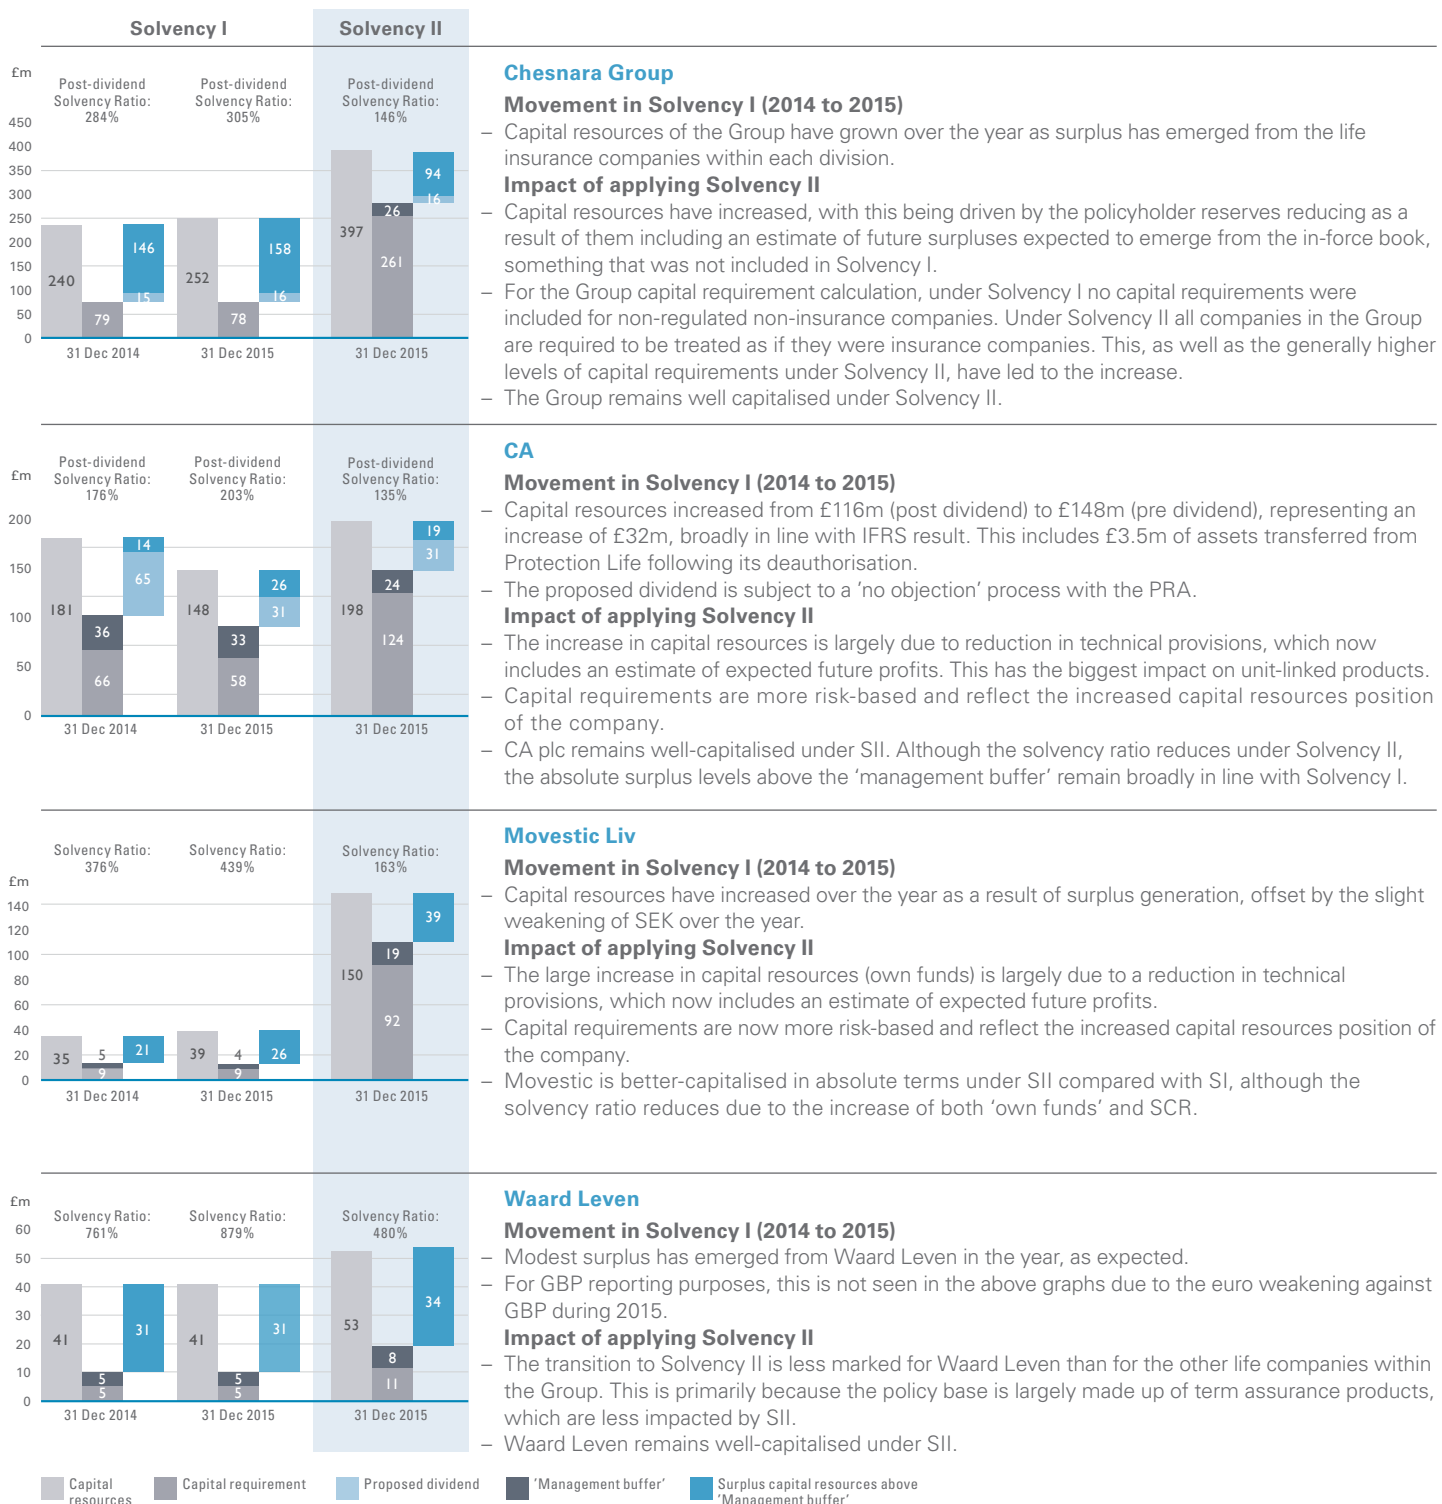 Solvency I
Solvency II
£m
Post-dividend
Solvency Ratio:
284%
Post-dividend
Solvency Ratio:
305%
Post-dividend
Solvency Ratio:
146%
450
400
350
300
250
200
150
100
50
0
240
79
146
15
252
78
158
16
397
26
261
94
16
31 Dec 2014
31 Dec 2015
31 Dec 2015
Chesnara Group
Movement in Solvency I (2014 to 2015)
– Capital resources of the Group have grown over the year as surplus has emerged from the life
insurance companies within each division.
Impact of applying Solvency II
– Capital resources have increased, with this being driven by the policyholder reserves reducing as a
result of them including an estimate of future surpluses expected to emerge from the in-force book,
something that was not included in Solvency I.
– For the Group capital requirement calculation, under Solvency I no capital requirements were
included for non-regulated non-insurance companies. Under Solvency II all companies in the Group
are required to be treated as if they were insurance companies. This, as well as the generally higher
levels of capital requirements under Solvency II, have led to the increase.
– The Group remains well capitalised under Solvency II.
£m
Post-dividend
Solvency Ratio:
176%
Post-dividend
Solvency Ratio:
203%
Post-dividend
Solvency Ratio:
135%
200
150
100
50
0
181
36
66
14
65
148
33
58
26
31
198
24
124
19
31
31 Dec 2014
31 Dec 2015
31 Dec 2015
CA
Movement in Solvency I (2014 to 2015)
– Capital resources increased from £116m (post dividend) to £148m (pre dividend), representing an
increase of £32m, broadly in line with IFRS result. This includes £3.5m of assets transferred from
Protection Life following its deauthorisation.
– The proposed dividend is subject to a 'no objection' process with the PRA.
Impact of applying Solvency II
– The increase in capital resources is largely due to reduction in technical provisions, which now
includes an estimate of expected future profits. This has the biggest impact on unit-linked products.
– Capital requirements are more risk-based and reflect the increased capital resources position
of the company.
– CA plc remains well-capitalised under SII. Although the solvency ratio reduces under Solvency II,
the absolute surplus levels above the 'management buffer' remain broadly in line with Solvency I.
£m
Solvency Ratio:
376%
Solvency Ratio:
439%
Solvency Ratio:
163%
140
120
100
80
60
40
20
0
35
5
9
21
39
4
9
26
150
19
92
39
31 Dec 2014
31 Dec 2015
31 Dec 2015
Movestic Liv
Movement in Solvency I (2014 to 2015)
– Capital resources have increased over the year as a result of surplus generation, offset by the slight
weakening of SEK over the year.
Impact of applying Solvency II
– The large increase in capital resources (own funds) is largely due to a reduction in technical
provisions, which now includes an estimate of expected future profits.
– Capital requirements are now more risk-based and reflect the increased capital resources position of
the company.
– Movestic is better-capitalised in absolute terms under SII compared with SI, although the
solvency ratio reduces due to the increase of both 'own funds' and SCR.
£m
Solvency Ratio:
761%
Solvency Ratio:
879%
Solvency Ratio:
480%
60
50
40
30
20
10
0
41
5
5
31
41
5
5
31
53
8
11
34
31 Dec 2014
31 Dec 2015
31 Dec 2015
Waard Leven
Movement in Solvency I (2014 to 2015)
– Modest surplus has emerged from Waard Leven in the year, as expected.
– For GBP reporting purposes, this is not seen in the above graphs due to the euro weakening against
GBP during 2015.
Impact of applying Solvency II
– The transition to Solvency II is less marked for Waard Leven than for the other life companies within
the Group. This is primarily because the policy base is largely made up of term assurance products,
which are less impacted by SII.
– Waard Leven remains well-capitalised under SII.
Capital
resources
Capital requirement
Proposed dividend
'Management buffer'
Surplus capital resources above
'Management buffer'